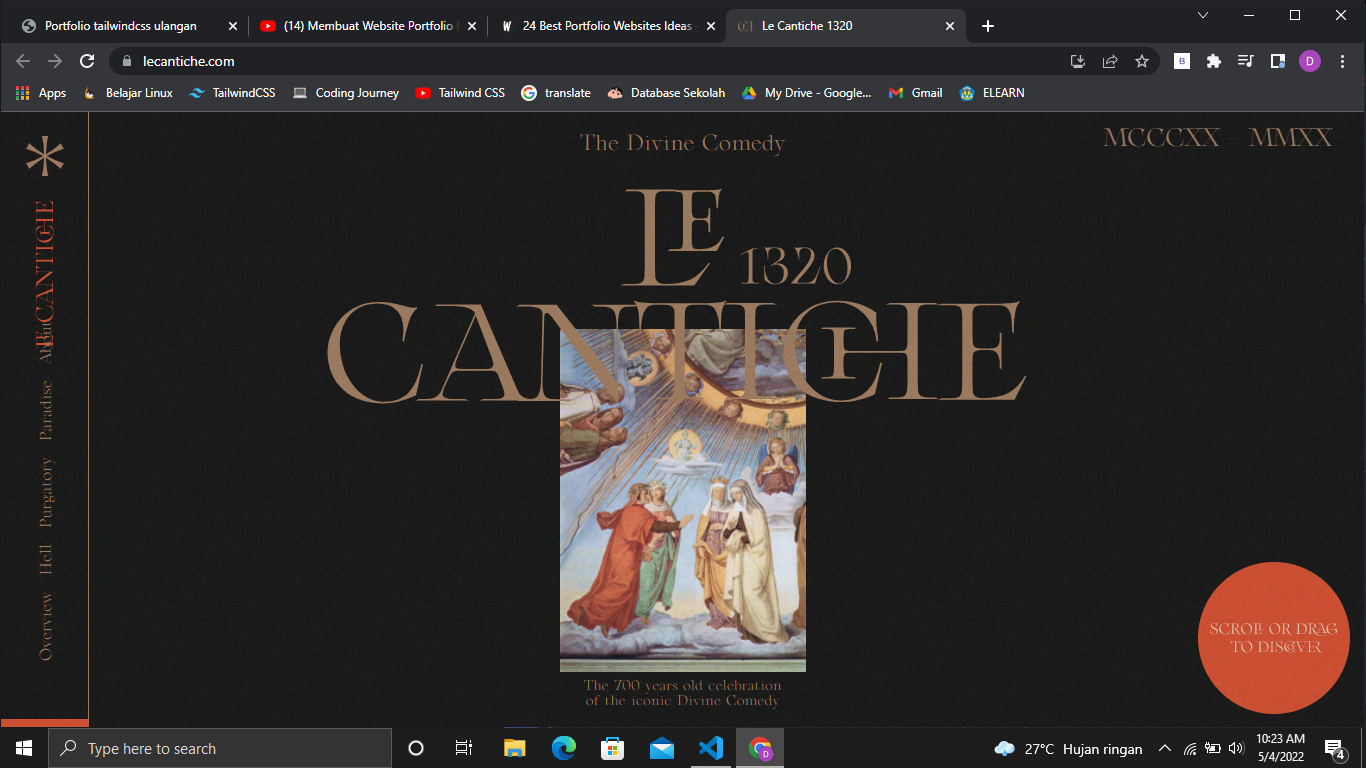 Portfolio tailwindcss ulangan
(14) Membuat Website Portfolio
24 Best Portfolio Websites Ideas
Le Cantiche 1320
lecantiche.com
B
D
Apps
Belajar Linux
TailwindCSS
Coding Journey
Tailwind CSS
translate
Database Sekolah
My Drive - Google...
Gmail
ELEARN
The Divine Comedy
MCCCXX - MMXX
LE
1320
CANTICHE
LE CANTICHE
About
Paradise
Purgatory
Hell
Overview
The 700 years old celebration
of the iconic Divine Comedy
SCROLL OR DRAG
TO DISCOVER
Type here to search
27°C Hujan ringan
10:23 AM
5/4/2022
4